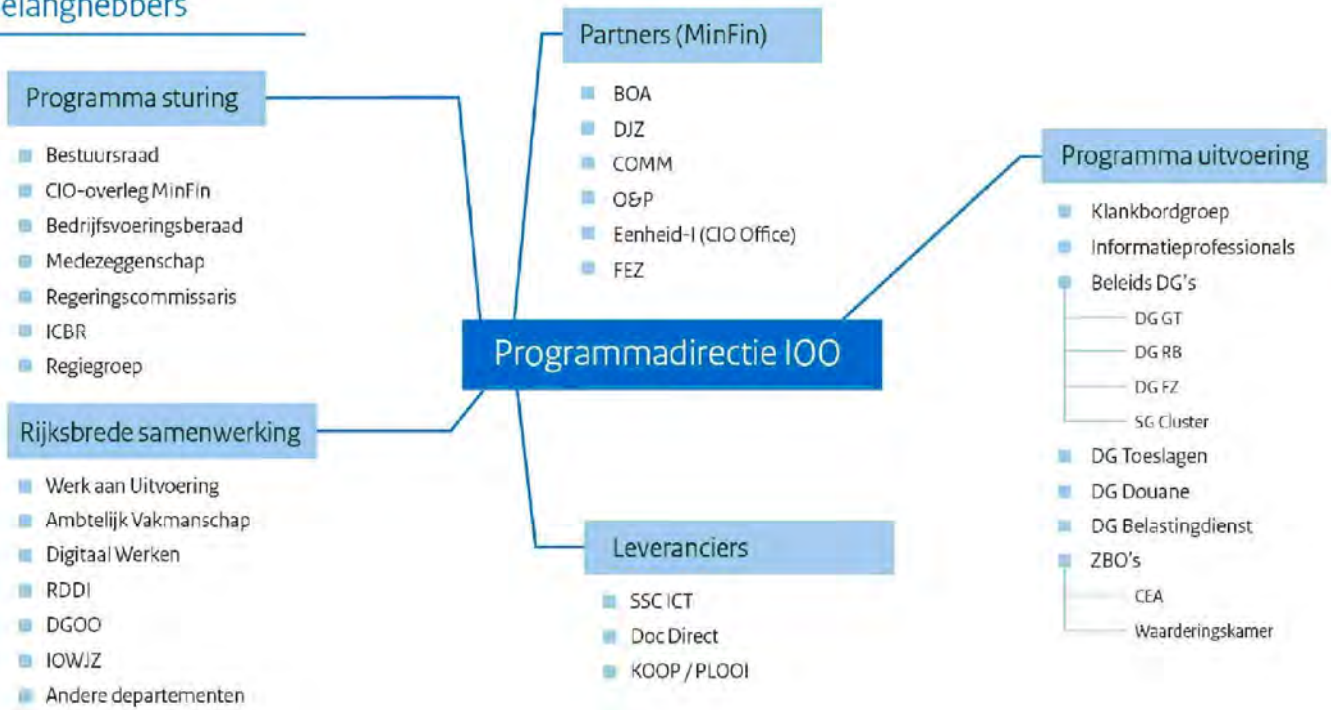 elanghebbers
Programma sturing
Bestuursraad
CIO-overleg MinFin
Bedrijfsvoeringsberaad
Medezeggenschap
Regeringscommissaris
ICBR
Regiegroep
Rijksbrede samenwerking
Werk aan Uitvoering
Ambtelijk Vakmanschap
Digitaal Werken
RDDI
DGOO
IOWJZ
Andere departementen
Partners (MinFin)
BOA
DJZ
COMM
O&P
Eenheid-I (CIO Office)
FEZ
Programmadirectie IOO
Leveranciers
SSC ICT
Doc Direct
KOOP / PLOOI
Programma uitvoering
Klankbordgroep
Informatieprofessionals
Beleids DG's
DG GT
DG RB
DG FZ
SG Cluster
DG Toeslagen
DG Douane
DG Belastingdienst
ZBO's
CEA
Waarderingskamer